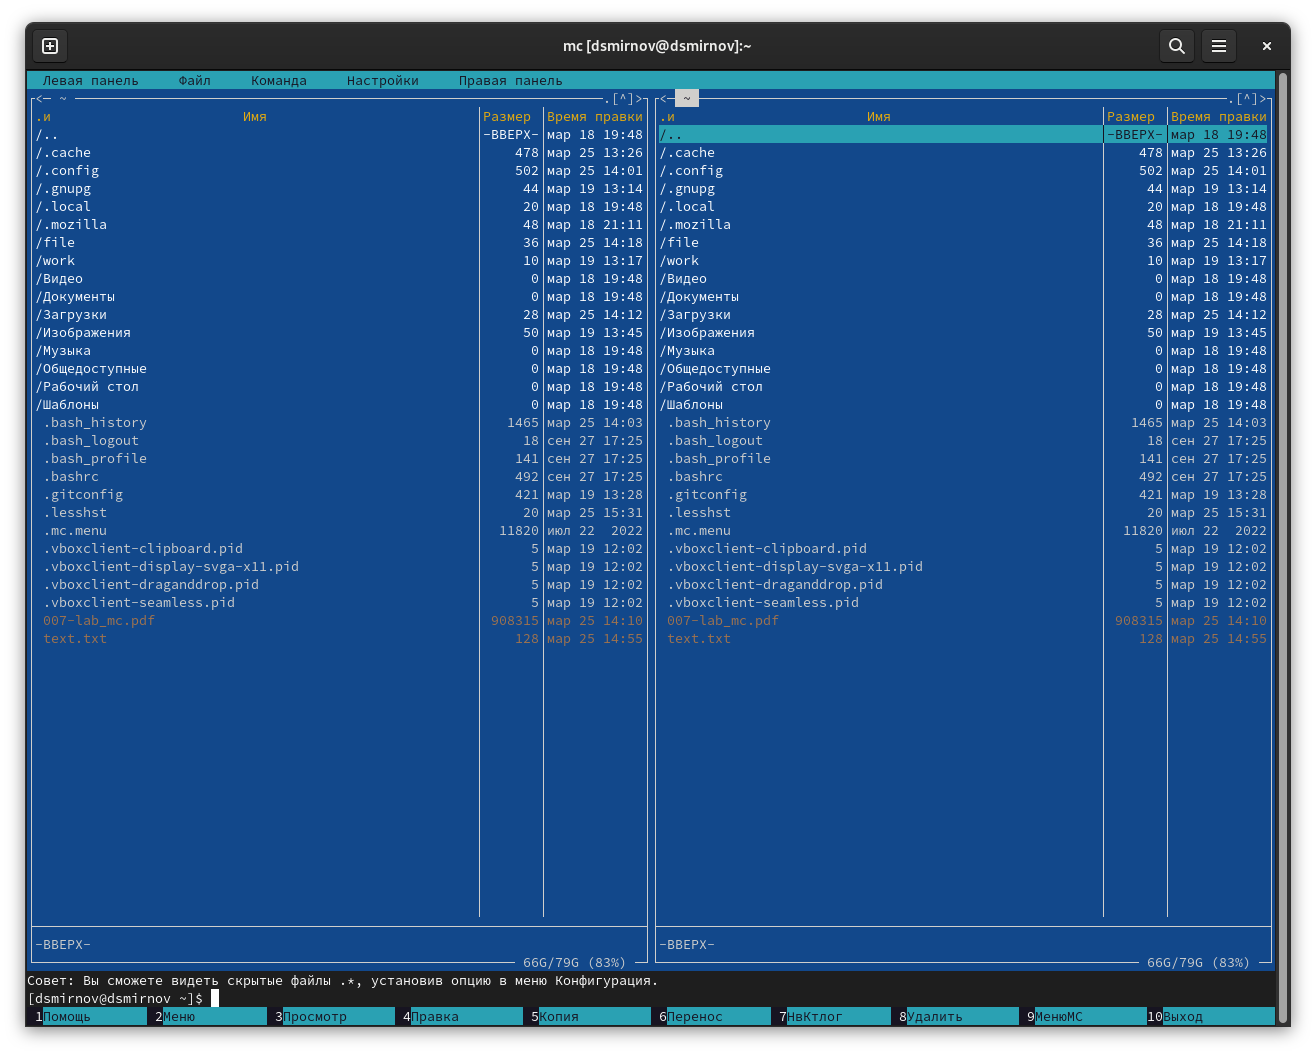 mc [dsmirnov@dsmirnov]:~
Левая панель Файл Команда Настройки Правая панель
<─ ~ .[^]> <─ ~ .[^]>
.и Имя Размер Время правки .и Имя Размер Время правки
/.. -ВВЕРХ- мар 18 19:48 /.. -ВВЕРХ- мар 18 19:48
/.cache 478 мар 25 13:26 /.cache 478 мар 25 13:26
/.config 502 мар 25 14:01 /.config 502 мар 25 14:01
/.gnupg 44 мар 19 13:14 /.gnupg 44 мар 19 13:14
/.local 20 мар 18 19:48 /.local 20 мар 18 19:48
/.mozilla 48 мар 18 21:11 /.mozilla 48 мар 18 21:11
/file 36 мар 25 14:18 /file 36 мар 25 14:18
/work 10 мар 19 13:17 /work 10 мар 19 13:17
/Видео 0 мар 18 19:48 /Видео 0 мар 18 19:48
/Документы 0 мар 18 19:48 /Документы 0 мар 18 19:48
/Загрузки 28 мар 25 14:12 /Загрузки 28 мар 25 14:12
/Изображения 50 мар 19 13:45 /Изображения 50 мар 19 13:45
/Музыка 0 мар 18 19:48 /Музыка 0 мар 18 19:48
/Общедоступные 0 мар 18 19:48 /Общедоступные 0 мар 18 19:48
/Рабочий стол 0 мар 18 19:48 /Рабочий стол 0 мар 18 19:48
/Шаблоны 0 мар 18 19:48 /Шаблоны 0 мар 18 19:48
.bash_history 1465 мар 25 14:03 .bash_history 1465 мар 25 14:03
.bash_logout 18 сен 27 17:25 .bash_logout 18 сен 27 17:25
.bash_profile 141 сен 27 17:25 .bash_profile 141 сен 27 17:25
.bashrc 492 сен 27 17:25 .bashrc 492 сен 27 17:25
.gitconfig 421 мар 19 13:28 .gitconfig 421 мар 19 13:28
.lesshst 20 мар 25 15:31 .lesshst 20 мар 25 15:31
.mc.menu 11820 июл 22 2022 .mc.menu 11820 июл 22 2022
.vboxclient-clipboard.pid 5 мар 19 12:02 .vboxclient-clipboard.pid 5 мар 19 12:02
.vboxclient-display-svga-x11.pid 5 мар 19 12:02 .vboxclient-display-svga-x11.pid 5 мар 19 12:02
.vboxclient-draganddrop.pid 5 мар 19 12:02 .vboxclient-draganddrop.pid 5 мар 19 12:02
.vboxclient-seamless.pid 5 мар 19 12:02 .vboxclient-seamless.pid 5 мар 19 12:02
007-lab_mc.pdf 908315 мар 25 14:10 007-lab_mc.pdf 908315 мар 25 14:10
text.txt 128 мар 25 14:55 text.txt 128 мар 25 14:55
-ВВЕРХ- -ВВЕРХ-
66G/79G (83%) 66G/79G (83%)
Совет: Вы сможете видеть скрытые файлы .*, установив опцию в меню Конфигурация.
[dsmirnov@dsmirnov ~]$
1Помощь 2Меню 3Просмотр 4Правка 5Копия 6Перенос 7НвКтлог 8Удалить 9МенюMC 10Выход